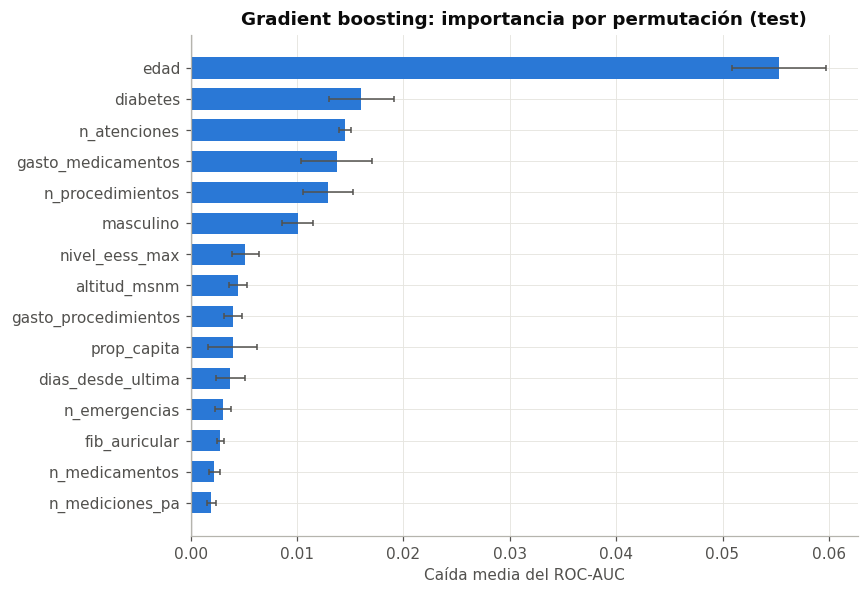 Gradient boosting: importancia por permutación (test)
edad
diabetes
n_atenciones
gasto_medicamentos
n_procedimientos
masculino
nivel_eess_max
altitud_msnm
gasto_procedimientos
prop_capita
dias_desde_ultima
n_emergencias
fib_auricular
n_medicamentos
n_mediciones_pa
0.00 0.01 0.02 0.03 0.04 0.05 0.06
Caída media del ROC-AUC